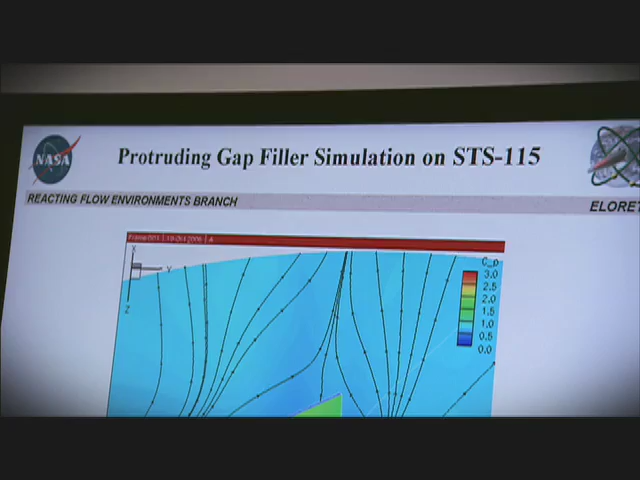 NASA
Protruding Gap Filler Simulation on STS-115
REACTING FLOW ENVIRONMENTS BRANCH
ELORET
X
Y
Z
C_p
3.0
2.5
2.0
1.5
1.0
0.5
0.0